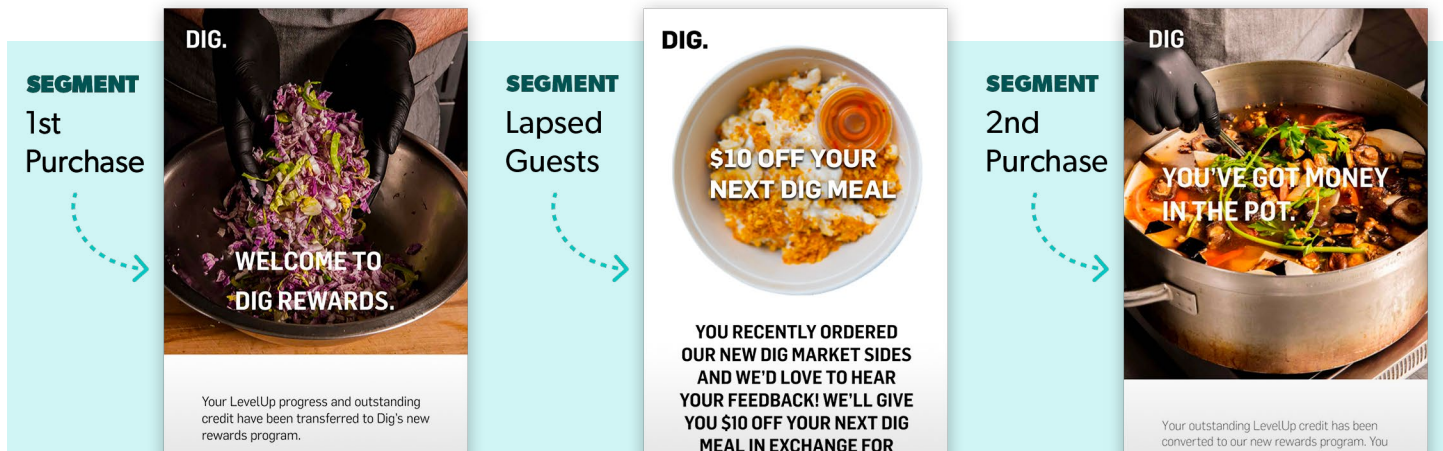 SEGMENT
1st
Purchase
DIG.
WELCOME TO
DIG REWARDS.
Your LevelUp progress and outstanding
credit have been transferred to Dig's new
rewards program.
SEGMENT
Lapsed
Guests
DIG.
$10 OFF YOUR
NEXT DIG MEAL
YOU RECENTLY ORDERED
OUR NEW DIG MARKET SIDES
AND WE'D LOVE TO HEAR
YOUR FEEDBACK! WE'LL GIVE
YOU $10 OFF YOUR NEXT DIG
MEAL IN EXCHANGE FOR
SEGMENT
2nd
Purchase
DIG
YOU'VE GOT MONEY
IN THE POT.
Your outstanding LevelUp credit has been
converted to our new rewards program. You